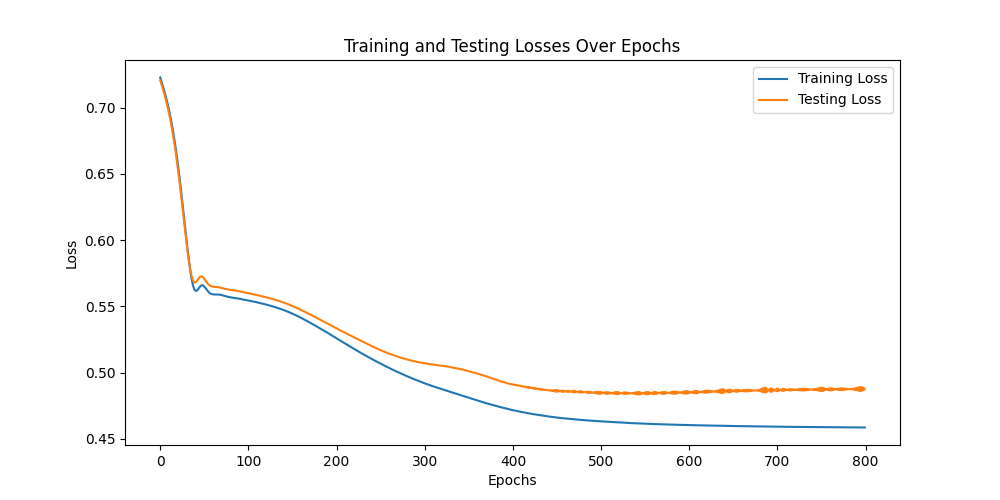 Training and Testing Losses Over Epochs
Training Loss
Testing Loss
Loss
0.70
0.65
0.60
0.55
0.50
0.45
0 100 200 300 400 500 600 700 800
Epochs